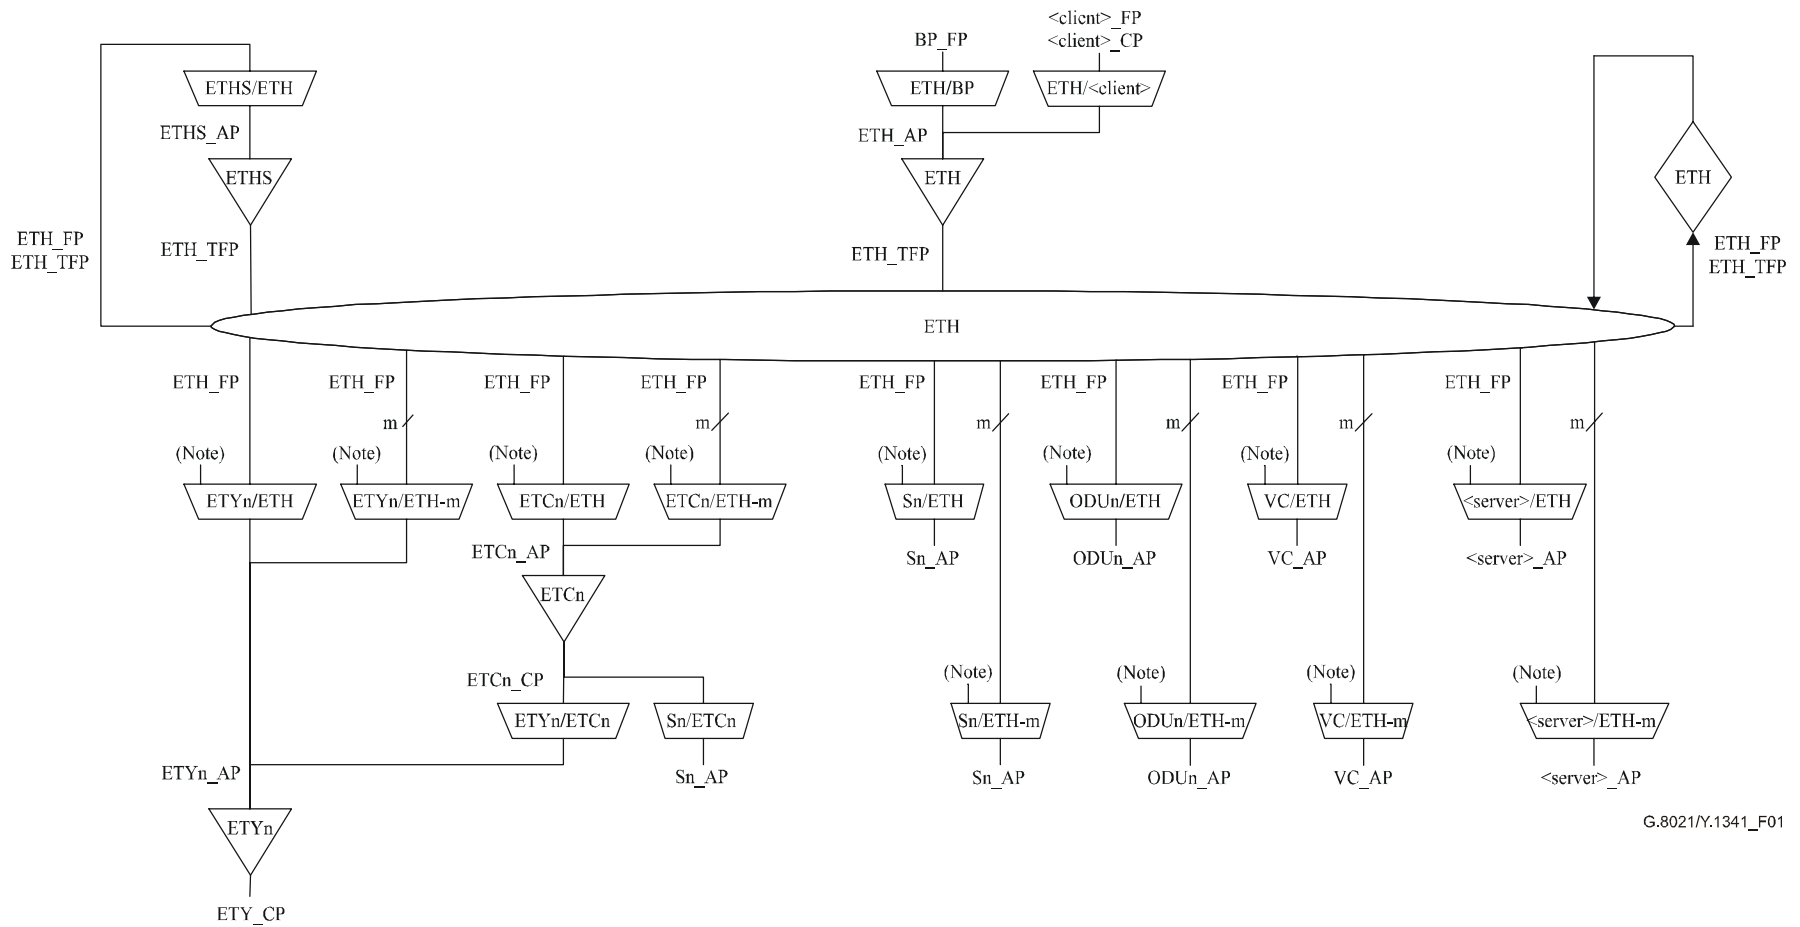 <client>_FP
BP_FP <client>_CP
ETHS/ETH ETH/BP ETH/<client>
ETHS_AP ETH_AP
ETHS ETH ETH
ETH_FP ETH_TFP ETH_TFP ETH_FP
ETH_TFP ETH_TFP
ETH
ETH_FP ETH_FP ETH_FP ETH_FP ETH_FP ETH_FP ETH_FP ETH_FP
m m m m m m
(Note) (Note) (Note) (Note) (Note) (Note) (Note) (Note)
ETYn/ETH ETYn/ETH-m ETCn/ETH ETCn/ETH-m Sn/ETH ODUn/ETH VC/ETH <server>/ETH
ETCn_AP Sn_AP ODUn_AP VC_AP <server>_AP
ETCn
ETCn_CP (Note) (Note) (Note) (Note)
ETYn/ETCn Sn/ETCn Sn/ETH-m ODUn/ETH-m VC/ETH-m <server>/ETH-m
ETYn_AP Sn_AP Sn_AP ODUn_AP VC_AP <server>_AP
ETYn
G.8021/Y.1341_F01
ETY_CP